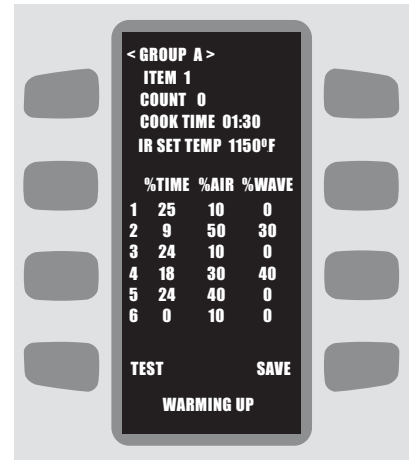 < GROUP A >
ITEM 1
COUNT 0
COOK TIME 01:30
IR SET TEMP 1150ºF
%TIME %AIR %WAVE
1 25 10 0
2 9 50 30
3 24 10 0
4 18 30 40
5 24 40 0
6 0 10 0
TEST SAVE
WARMING UP